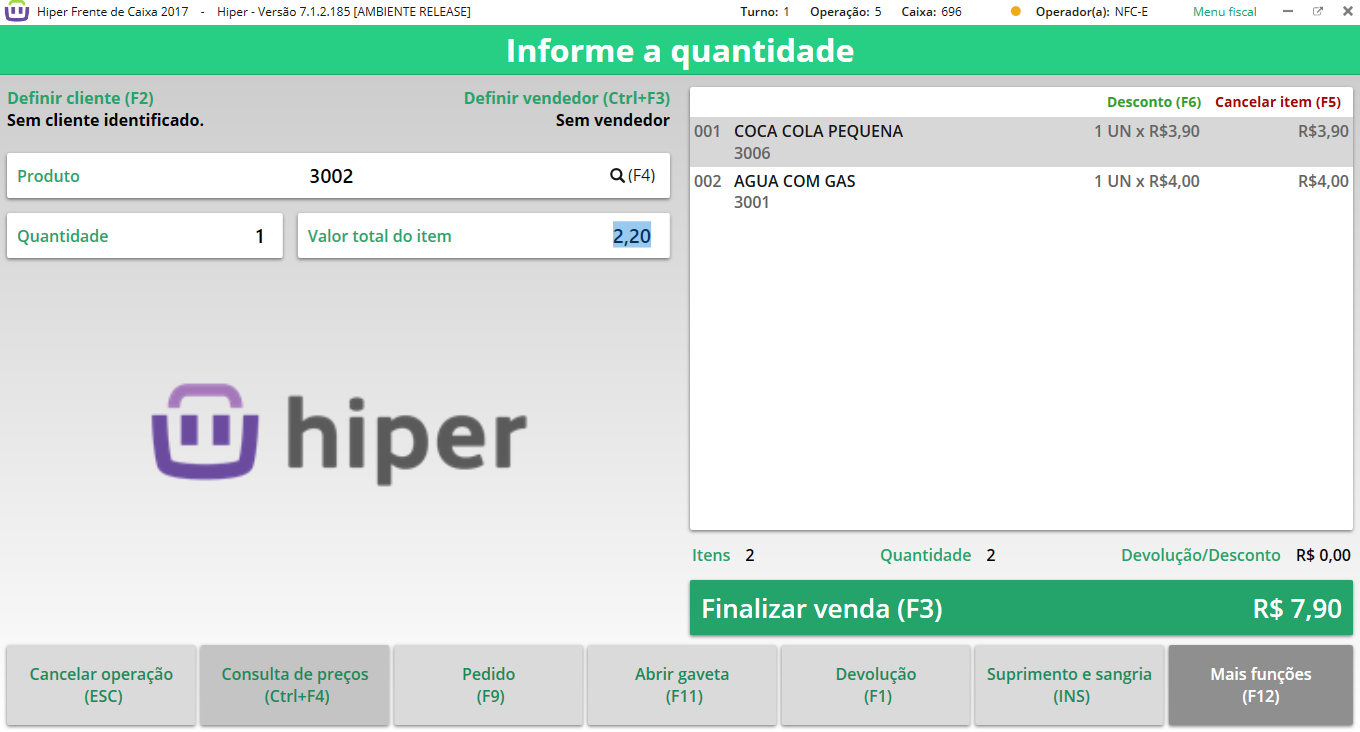 Hiper Frente de Caixa 2017 - Hiper - Versão 7.1.2.185 [AMBIENTE RELEASE] Turno: 1 Operação: 5 Caixa: 696 Operador(a): NFC-E Menu fiscal
Informe a quantidade
Definir cliente (F2) Definir vendedor (Ctrl+F3)
Sem cliente identificado. Sem vendedor
Produto 3002 (F4)
Quantidade 1 Valor total do item 2,20
hiper
Desconto (F6) Cancelar item (F5)
001 COCA COLA PEQUENA 1 UN x R$3,90 R$3,90
3006
002 AGUA COM GAS 1 UN x R$4,00 R$4,00
3001
Itens 2 Quantidade 2 Devolução/Desconto R$ 0,00
Finalizar venda (F3) R$ 7,90
Cancelar operação
(ESC)
Consulta de preços
(Ctrl+F4)
Pedido
(F9)
Abrir gaveta
(F11)
Devolução
(F1)
Suprimento e sangria
(INS)
Mais funções
(F12)